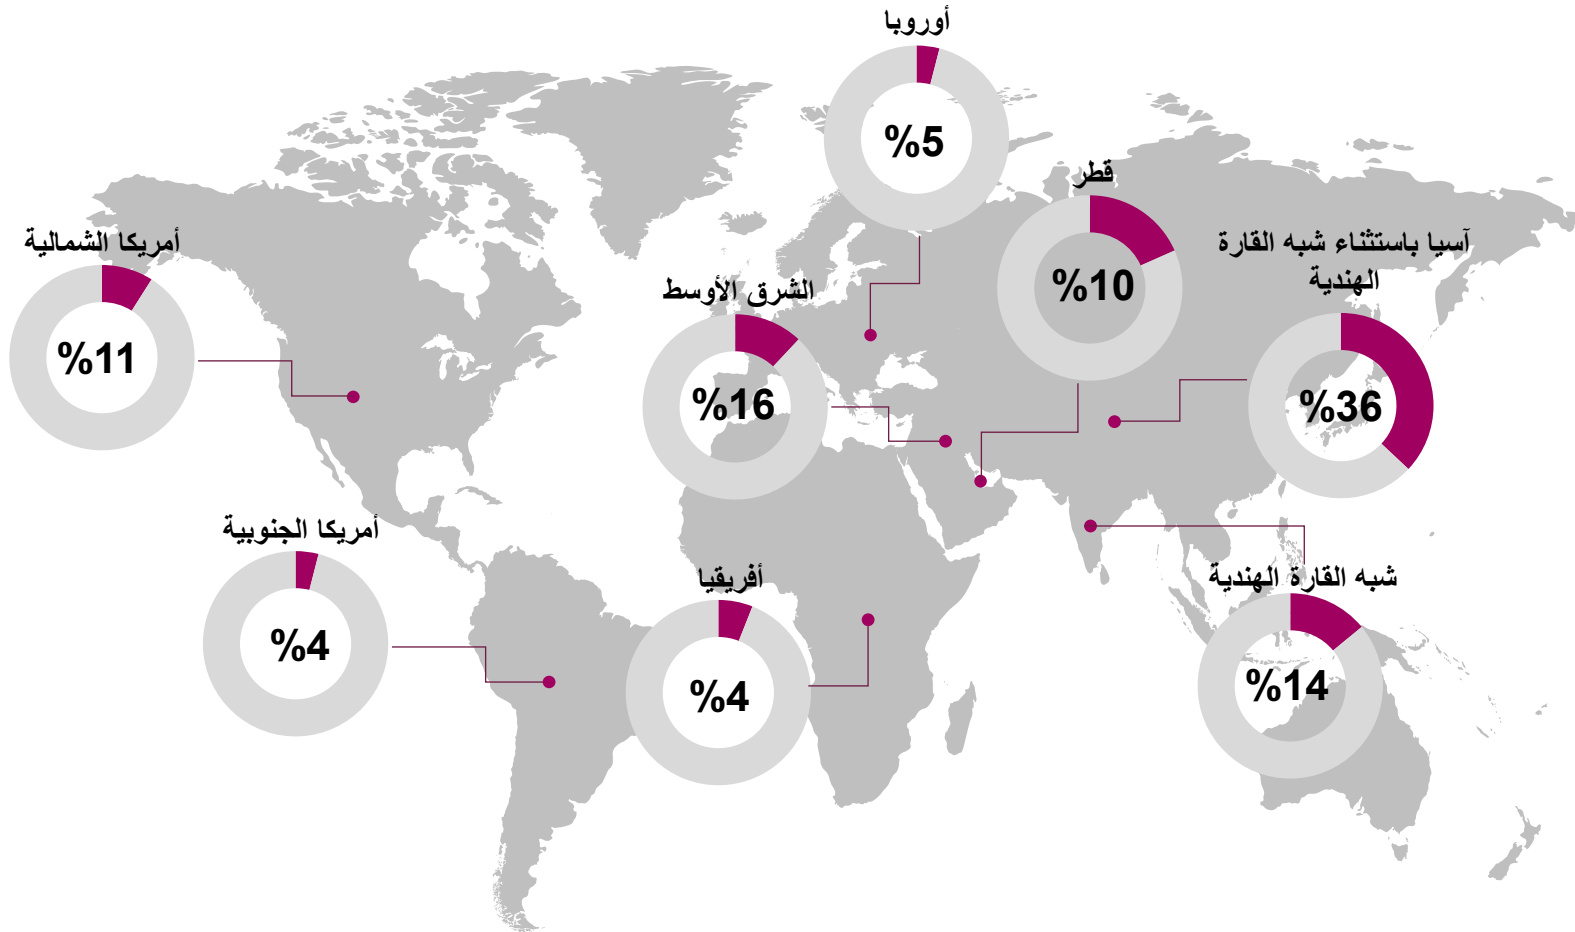 أوروبا
%5
قطر
%10
آسيا باستثناء شبه القارة
الهندية
%36
أمريكا الشمالية
%11
الشرق الأوسط
%16
أمريكا الجنوبية
%4
أفريقيا
%4
شبه القارة الهندية
%14